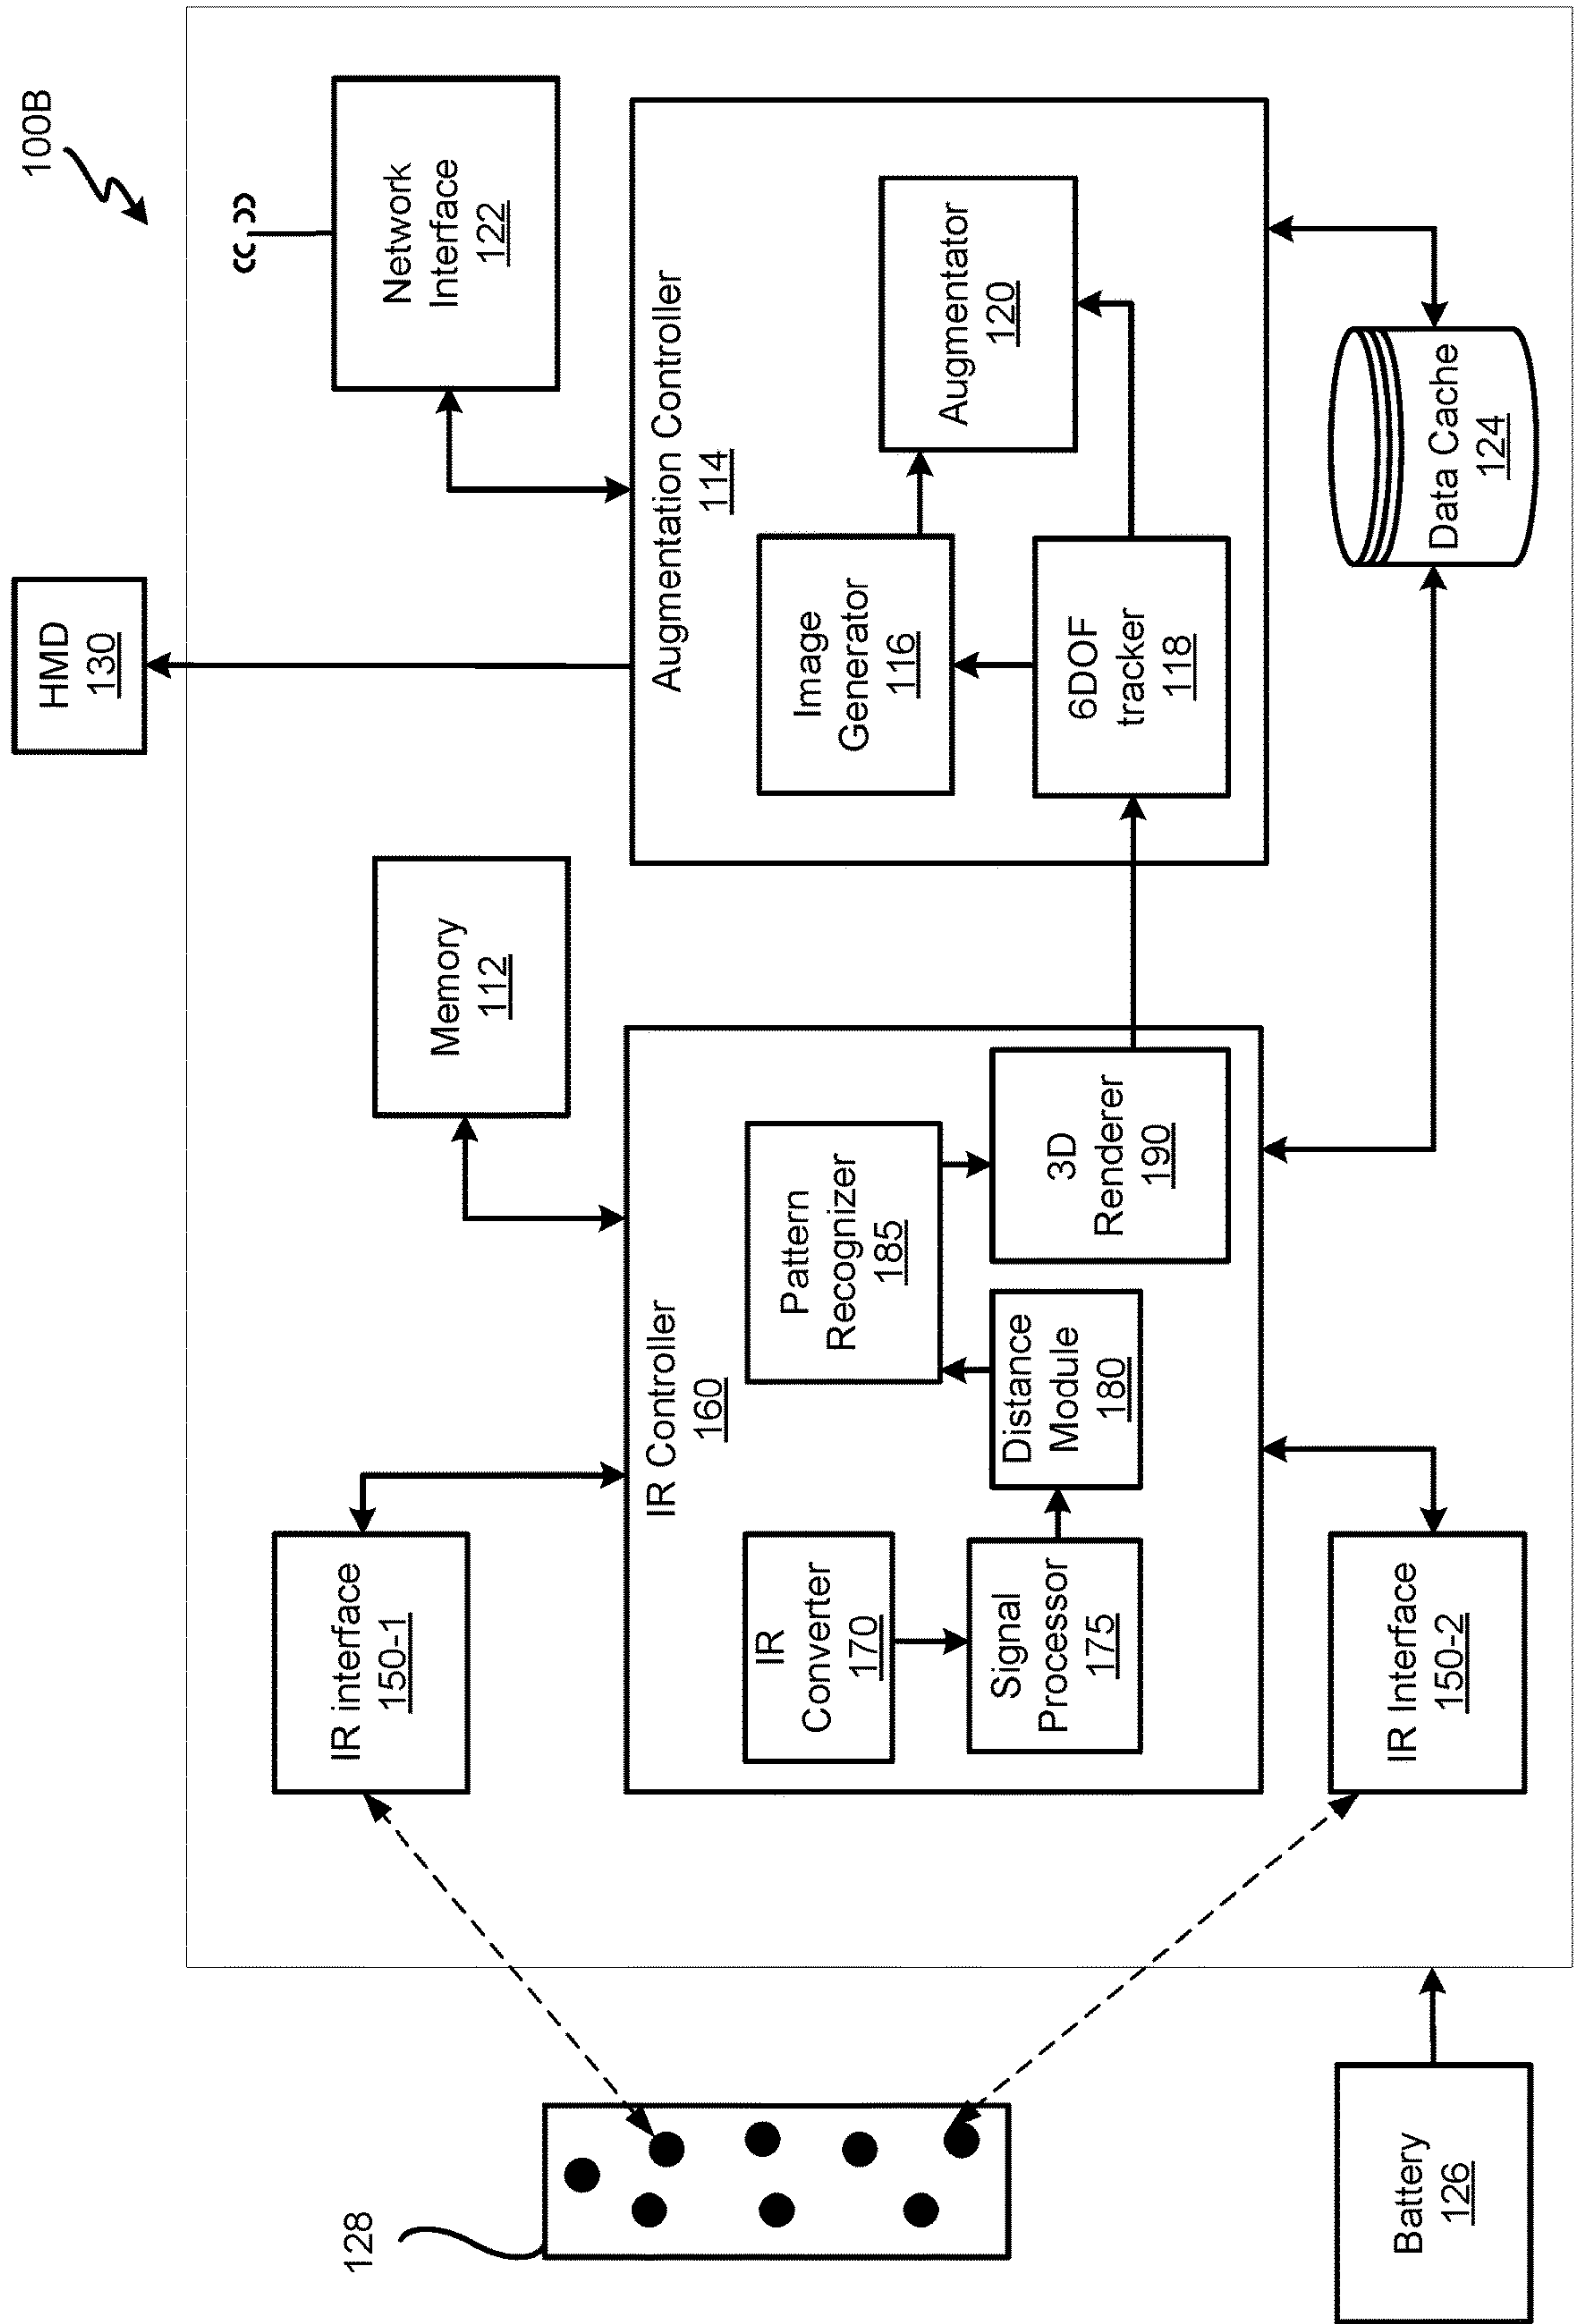 100B
HMD
130
Network
Interface
122
Memory
112
IR interface
150-1
Augmentation Controller
114
Image
Generator
116
Augmentator
120
6DOF
tracker
118
IR Controller
160
IR
Converter
170
Signal
Processor
175
Distance
Module
180
Pattern
Recognizer
185
3D
Renderer
190
IR Interface
150-2
Data Cache
124
128
Battery
126